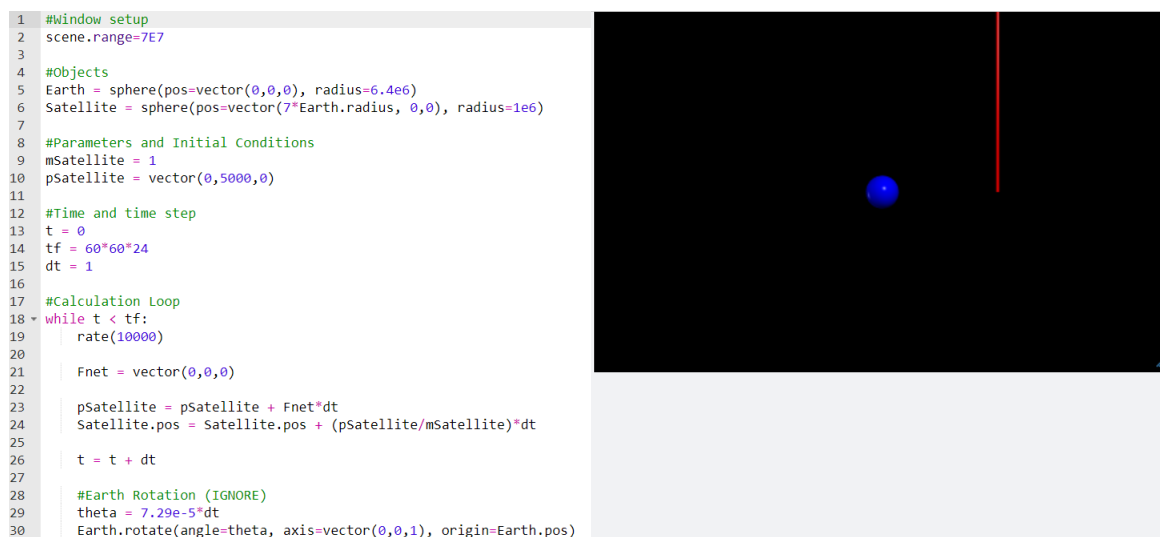 1 #Window setup
2 scene.range=7E7
3
4 #Objects
5 Earth = sphere(pos=vector(0,0,0), radius=6.4e6)
6 Satellite = sphere(pos=vector(7*Earth.radius, 0,0), radius=1e6)
7
8 #Parameters and Initial Conditions
9 mSatellite = 1
10 pSatellite = vector(0,5000,0)
11
12 #Time and time step
13 t = 0
14 tf = 60*60*24
15 dt = 1
16
17 #Calculation Loop
18 while t < tf:
19 rate(10000)
20
21 Fnet = vector(0,0,0)
22
23 pSatellite = pSatellite + Fnet*dt
24 Satellite.pos = Satellite.pos + (pSatellite/mSatellite)*dt
25
26 t = t + dt
27
28 #Earth Rotation (IGNORE)
29 theta = 7.29e-5*dt
30 Earth.rotate(angle=theta, axis=vector(0,0,1), origin=Earth.pos)